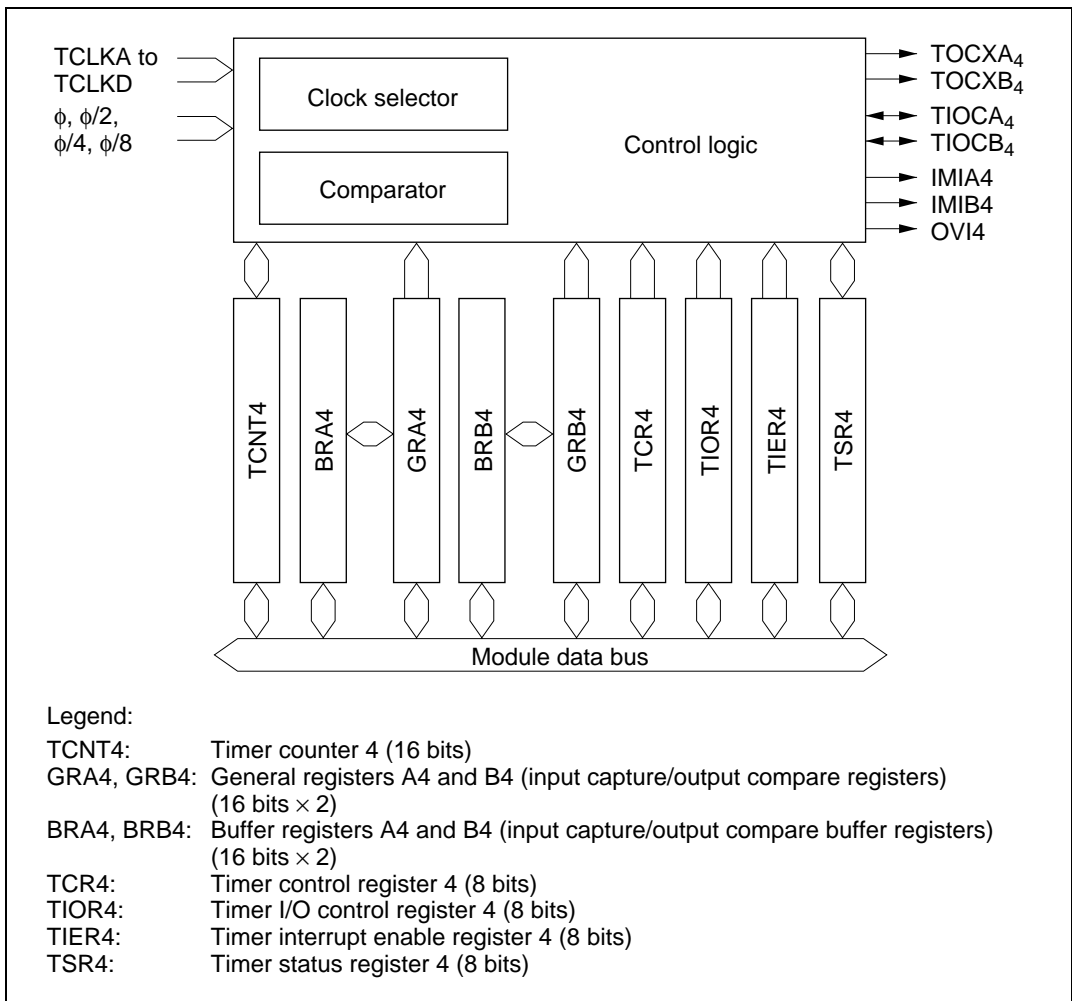 TCLKA to
TCLKD
ϕ, ϕ/2,
ϕ/4, ϕ/8
Clock selector
Comparator
Control logic
TOCXA₄
TOCXB₄
TIOCA₄
TIOCB₄
IMIA4
IMIB4
OVI4
TCNT4
BRA4
GRA4
BRB4
GRB4
TCR4
TIOR4
TIER4
TSR4
Module data bus
Legend:
TCNT4: Timer counter 4 (16 bits)
GRA4, GRB4: General registers A4 and B4 (input capture/output compare registers)
(16 bits × 2)
BRA4, BRB4: Buffer registers A4 and B4 (input capture/output compare buffer registers)
(16 bits × 2)
TCR4: Timer control register 4 (8 bits)
TIOR4: Timer I/O control register 4 (8 bits)
TIER4: Timer interrupt enable register 4 (8 bits)
TSR4: Timer status register 4 (8 bits)